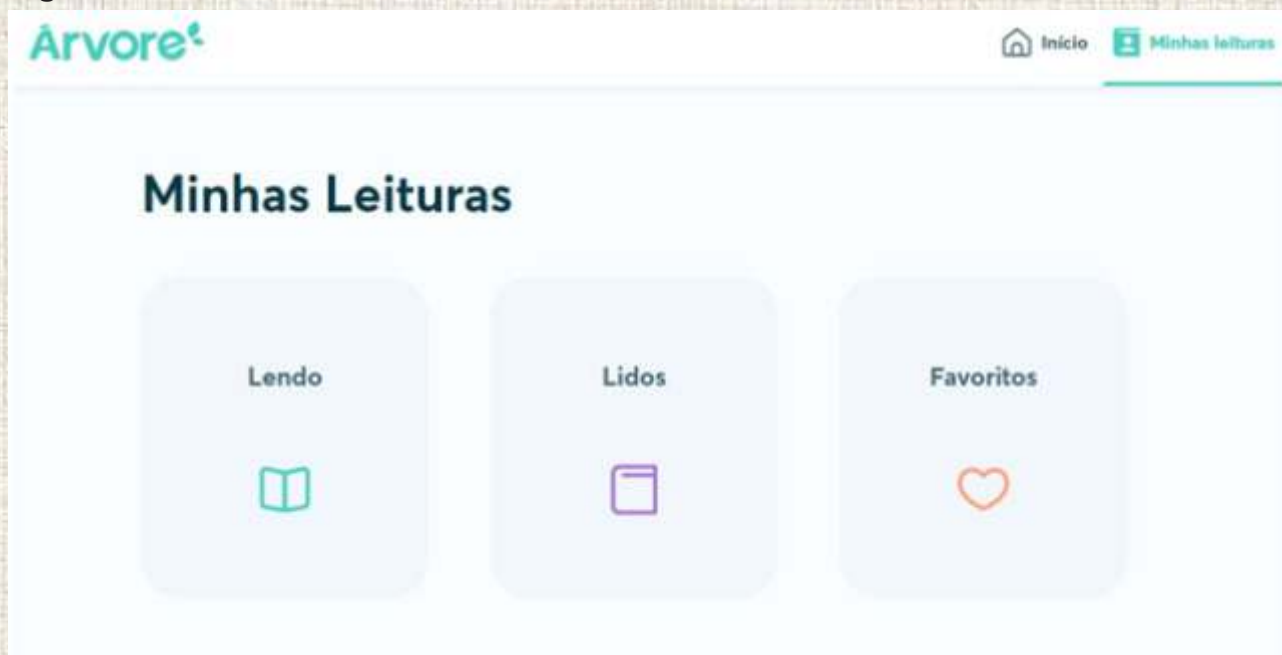 Árvore
Início
Minhas leituras
Minhas Leituras
Lendo
Lidos
Favoritos